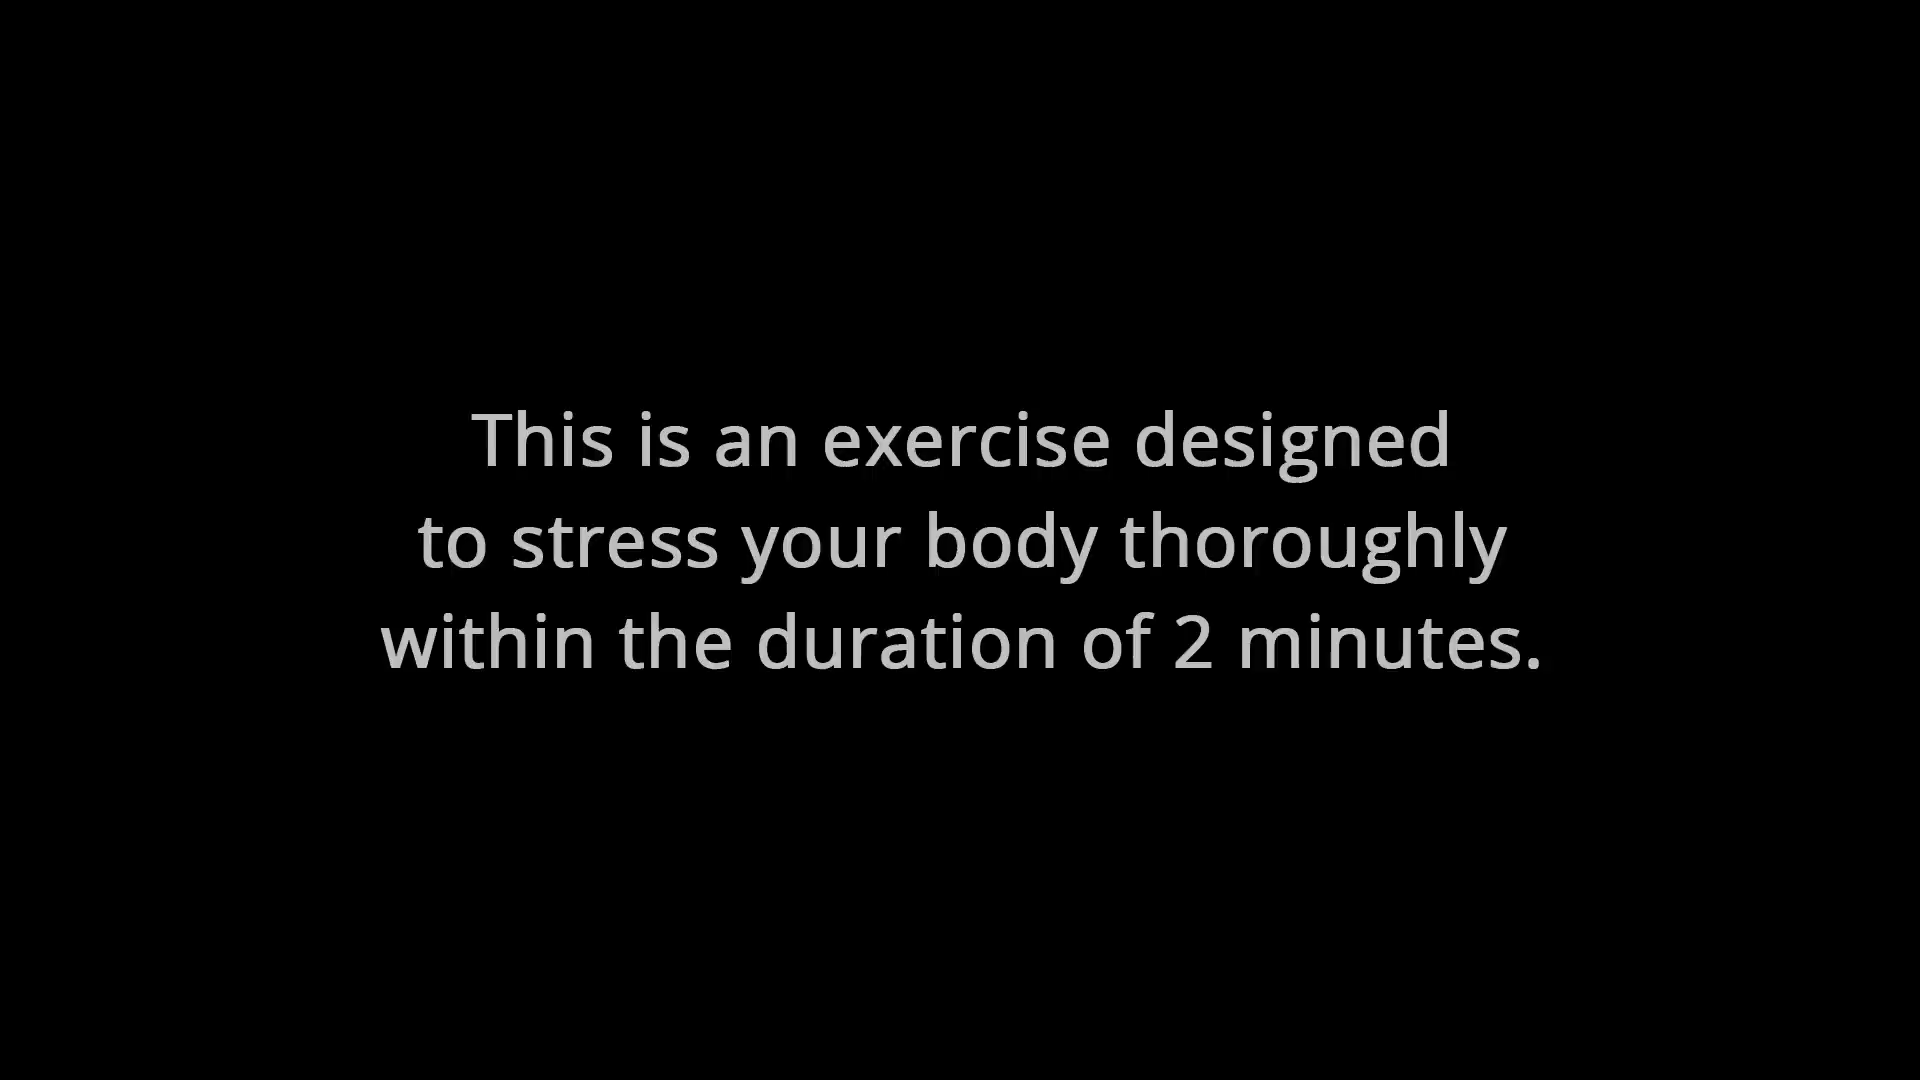 This is an exercise designed
to stress your body thoroughly
within the duration of 2 minutes.